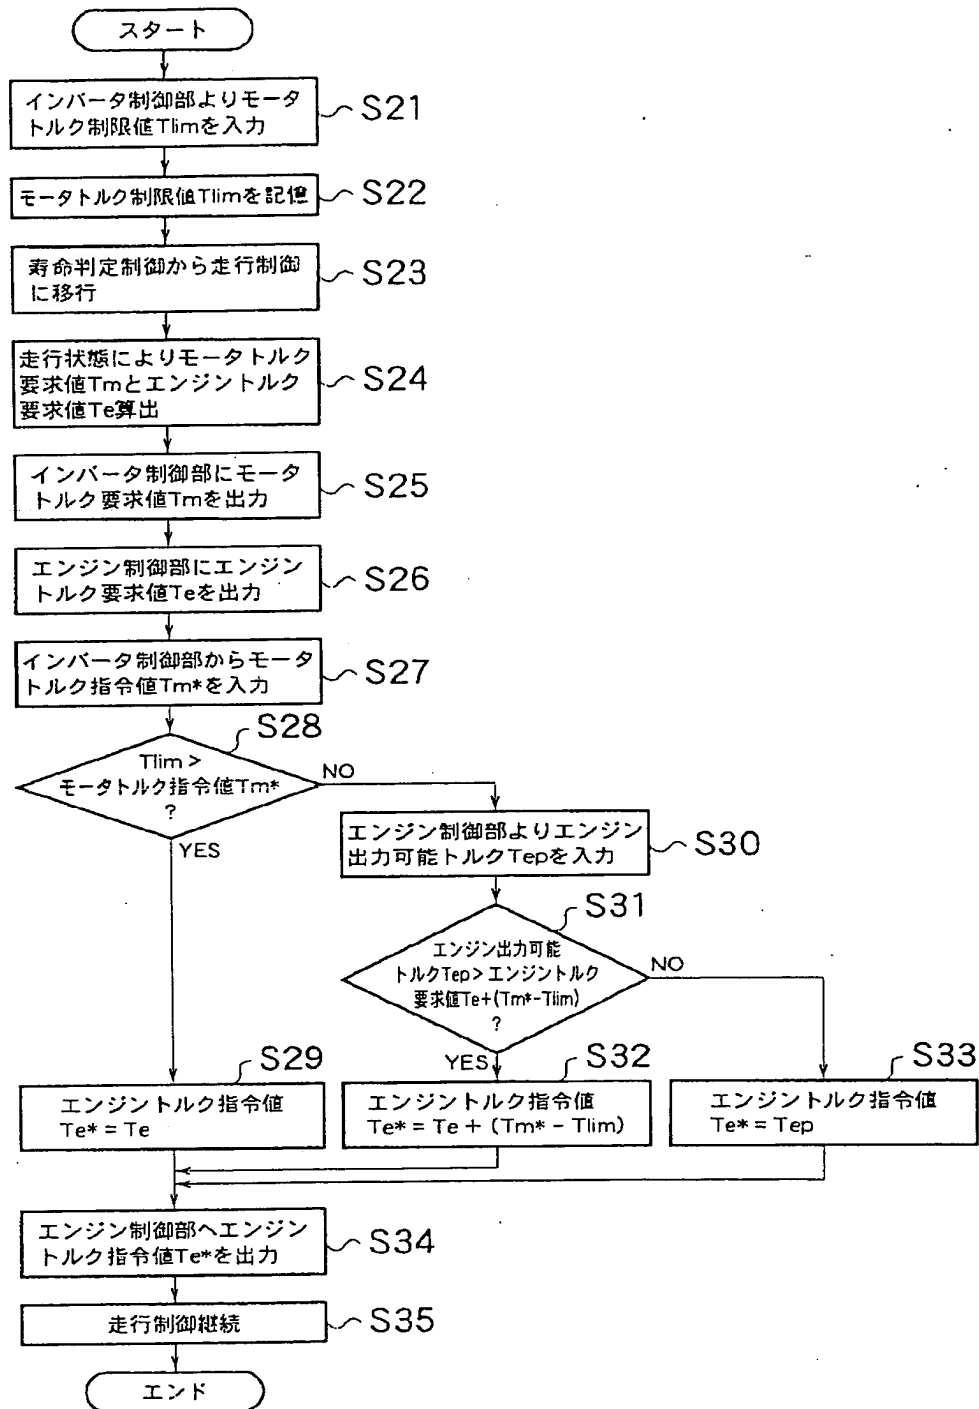 スタート
インバータ制御部よりモータ
トルク制限値Tlimを入力
S21
モータトルク制限値Tlimを記憶
S22
寿命判定制御から走行制御
に移行
S23
走行状態によりモータトルク
要求値Tmとエンジントルク
要求値Te算出
S24
インバータ制御部にモータ
トルク要求値Tmを出力
S25
エンジン制御部にエンジン
トルク要求値Teを出力
S26
インバータ制御部からモータ
トルク指令値Tm*を入力
S27
S28
Tlim >
モータトルク指令値Tm*
?
NO
YES
エンジン制御部よりエンジン
出力可能トルクTepを入力
S30
S31
エンジン出力可能
トルクTep > エンジントルク
要求値Te+(Tm*-Tlim)
?
NO
YES
S29
エンジントルク指令値
Te* = Te
S32
エンジントルク指令値
Te* = Te + (Tm* - Tlim)
S33
エンジントルク指令値
Te* = Tep
エンジン制御部へエンジン
トルク指令値Te*を出力
S34
走行制御継続
S35
エンド